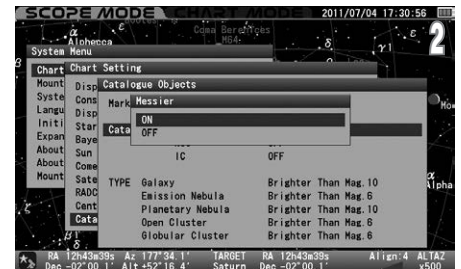 SCOPE MODE CHART MODE 2011/07/04 17:30:56
2
α
Alphecca
ε
Coma Berenices
M64
δ
γ1
ε
System Menu
Chart
Mount
Syste
Langu
Initi
Expan
About
About
Mount
Chart Setting
Disp
Cons
Disp
Star
Baye
Sun
Come
Sate
RADC
Cent
Cata
Catalogue Objects
Mark
Cata
Messier
ON
OFF
IC OFF
TYPE Galaxy Brighter Than Mag.10
Emission Nebula Brighter Than Mag.6
Planetary Nebula Brighter Than Mag.6
Open Cluster Brighter Than Mag.6
Globular Cluster Brighter Than Mag.6
Mo
α
lpha
ζ
β
δ
RA 12h43m39s Az 177°34.1' TARGET RA 12h43m39s Align:4 ALTAZ
Dec -02°00.1' Alt +52°16.4' Saturn Dec -02°00.1' x500